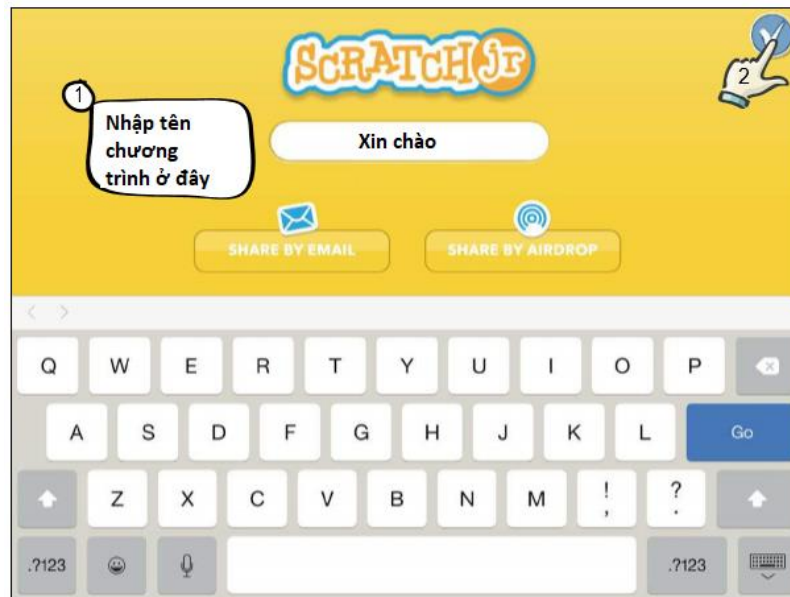 SCRATCHJr
1
2
Nhập tên
chương
trình ở đây
Xin chào
SHARE BY EMAIL
SHARE BY AIRDROP
Q W E R T Y U I O P
A S D F G H J K L Go
Z X C V B N M ! , ? .
.?123 .?123